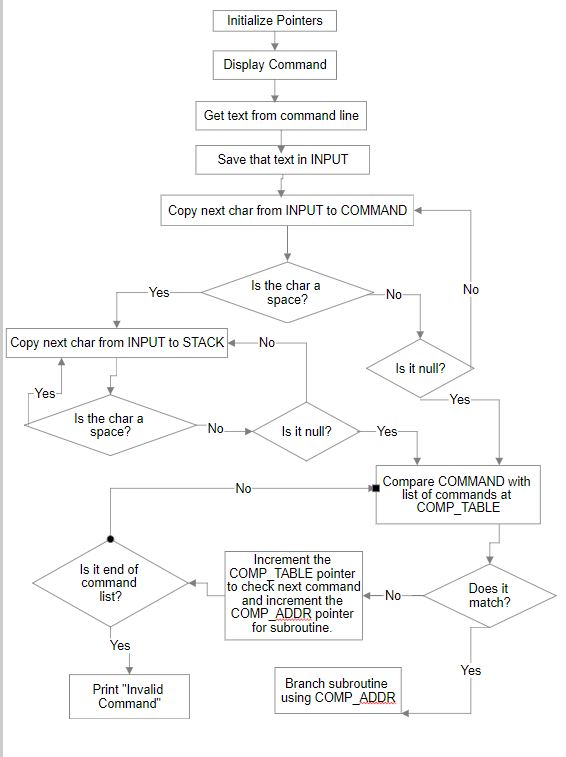 Initialize Pointers
Display Command
Get text from command line
Save that text in INPUT
Copy next char from INPUT to COMMAND
Is the char a
space?
Yes
No
No
Copy next char from INPUT to STACK
No
Is it null?
Yes
Yes
Is the char a
space?
No
Is it null?
Yes
Compare COMMAND with
list of commands at
COMP_TABLE
No
Is it end of
command
list?
Increment the
COMP_TABLE pointer
to check next command
and increment the
COMP_ADDR pointer
for subroutine.
No
Does it
match?
Yes
Print "Invalid
Command"
Yes
Branch subroutine
using COMP_ADDR